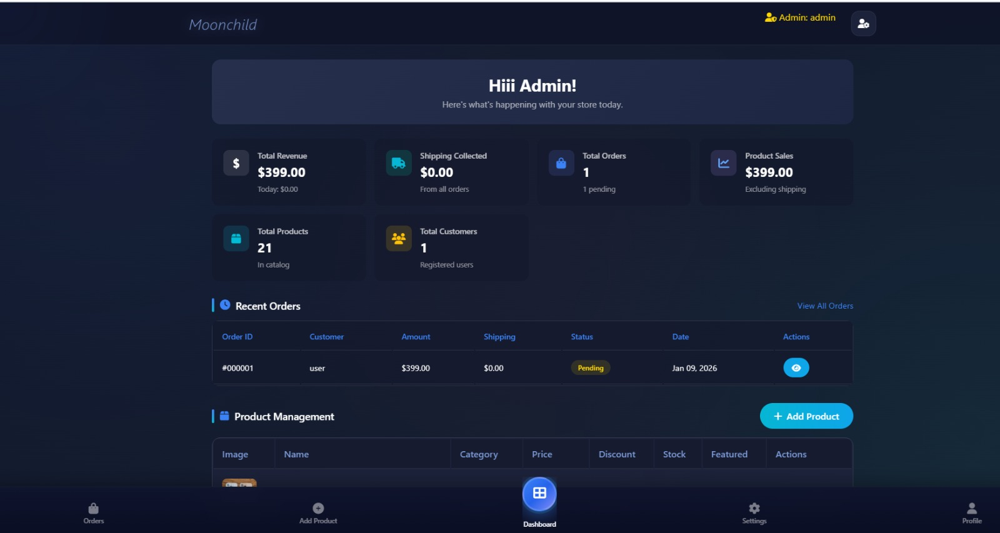 Moonchild
Admin: admin
Hiii Admin!
Here's what's happening with your store today.
Total Revenue
$399.00
Today: $0.00
Shipping Collected
$0.00
From all orders
Total Orders
1
1 pending
Product Sales
$399.00
Excluding shipping
Total Products
21
In catalog
Total Customers
1
Registered users
Recent Orders
View All Orders
Order ID Customer Amount Shipping Status Date Actions
#000001 user $399.00 $0.00 Pending Jan 09, 2026
Product Management
+ Add Product
Image Name Category Price Discount Stock Featured Actions
Orders
Add Product
Dashboard
Settings
Profile